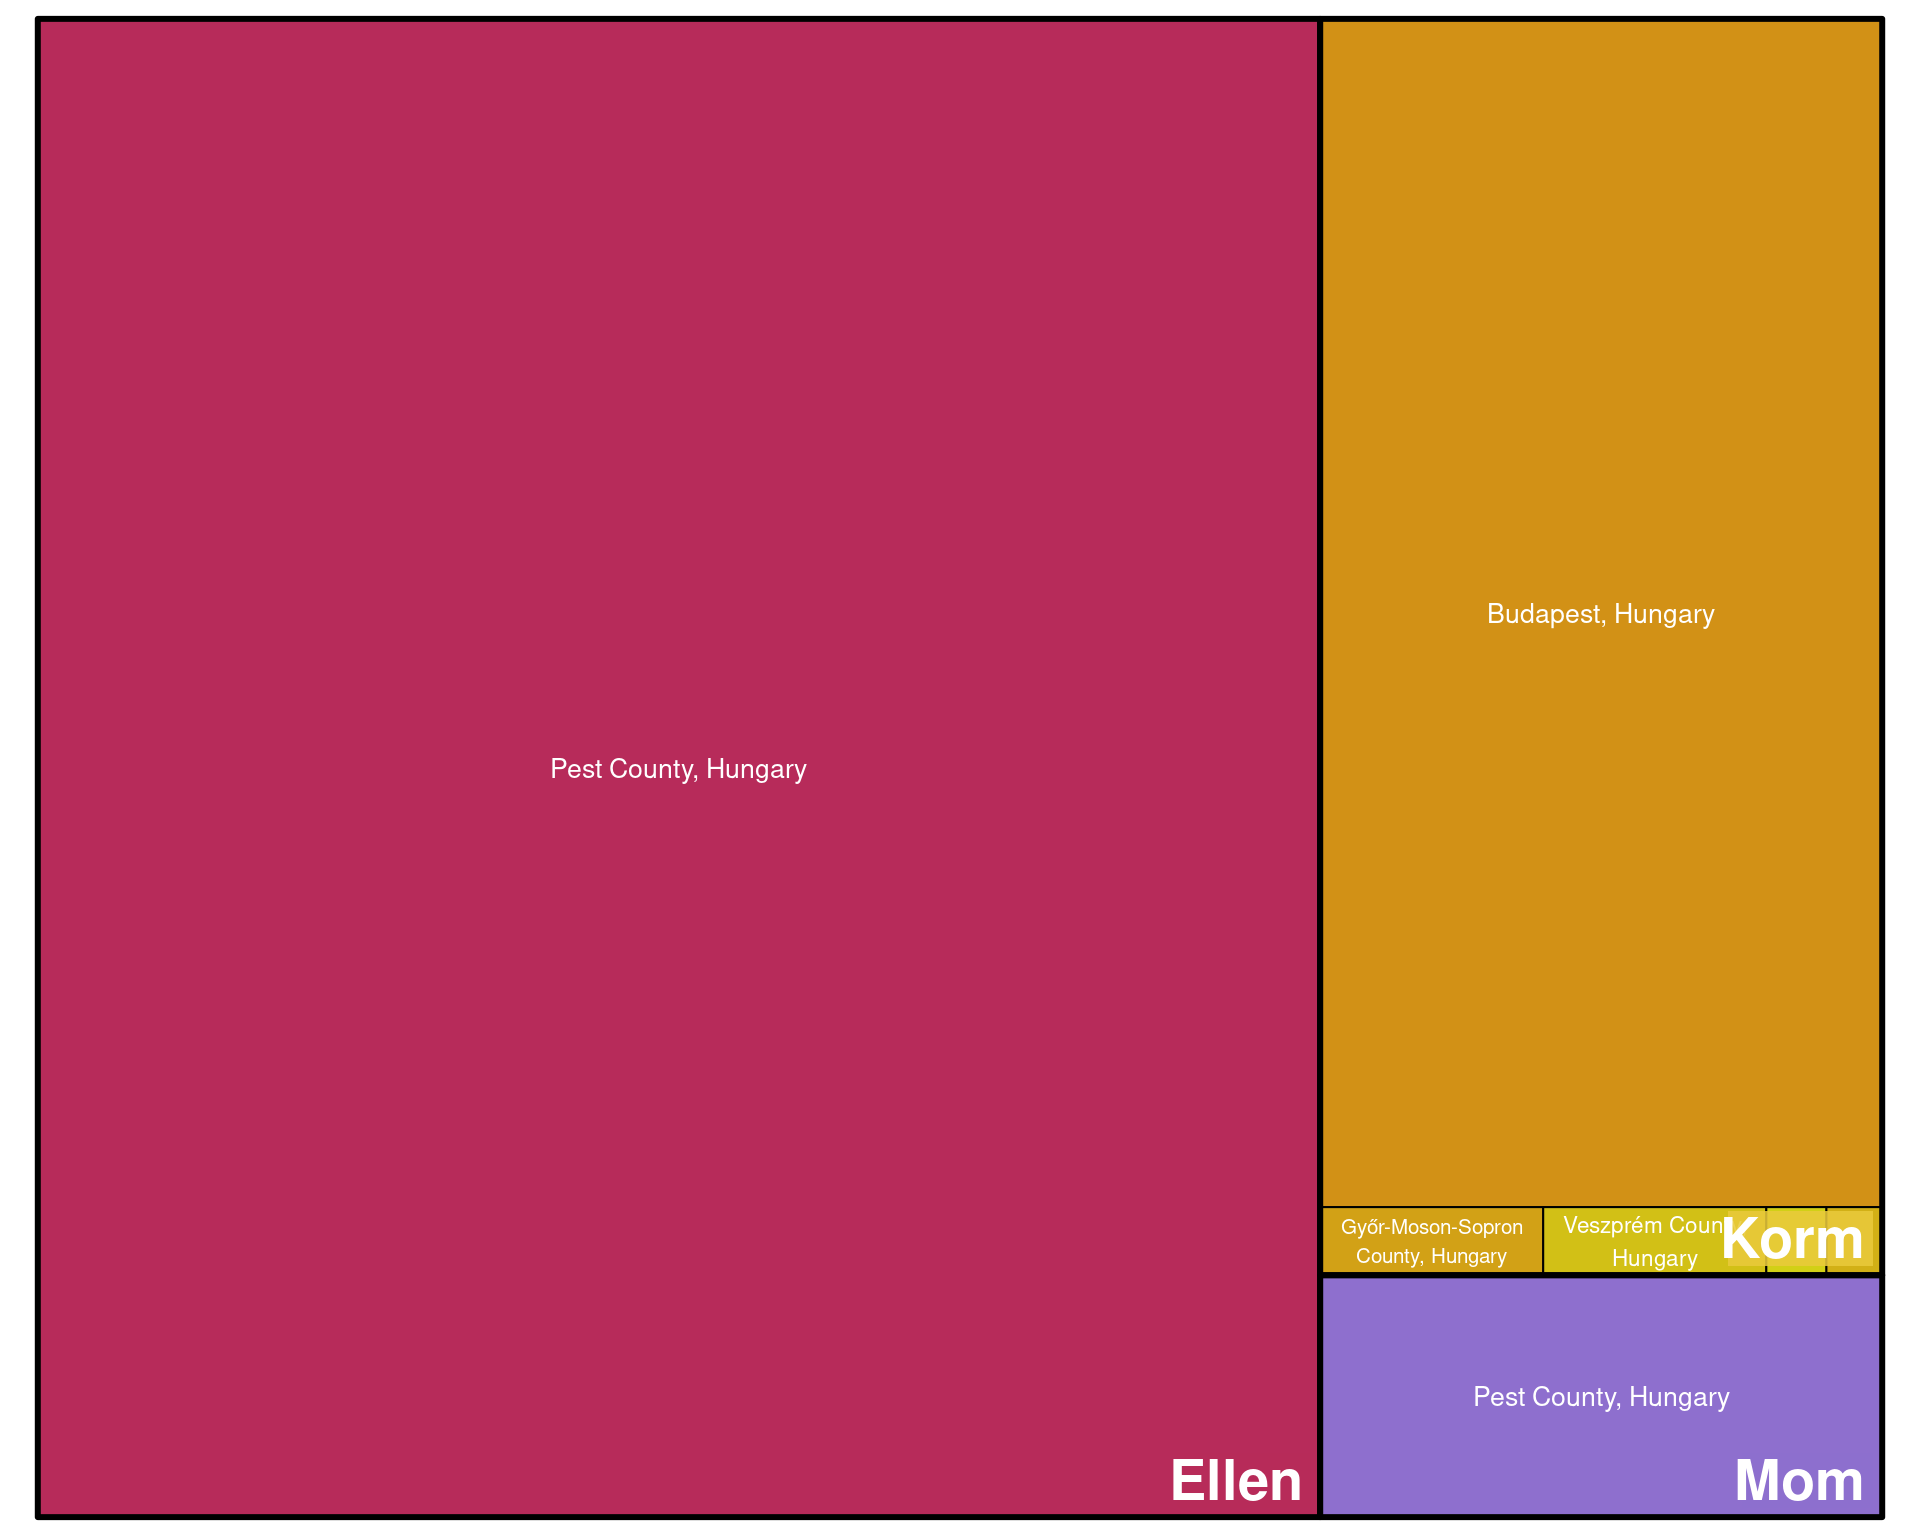 Pest County, Hungary
Ellen
Budapest, Hungary
Győr-Moson-Sopron
County, Hungary
Veszprém Coun
Hungary
Korm
Pest County, Hungary
Mom